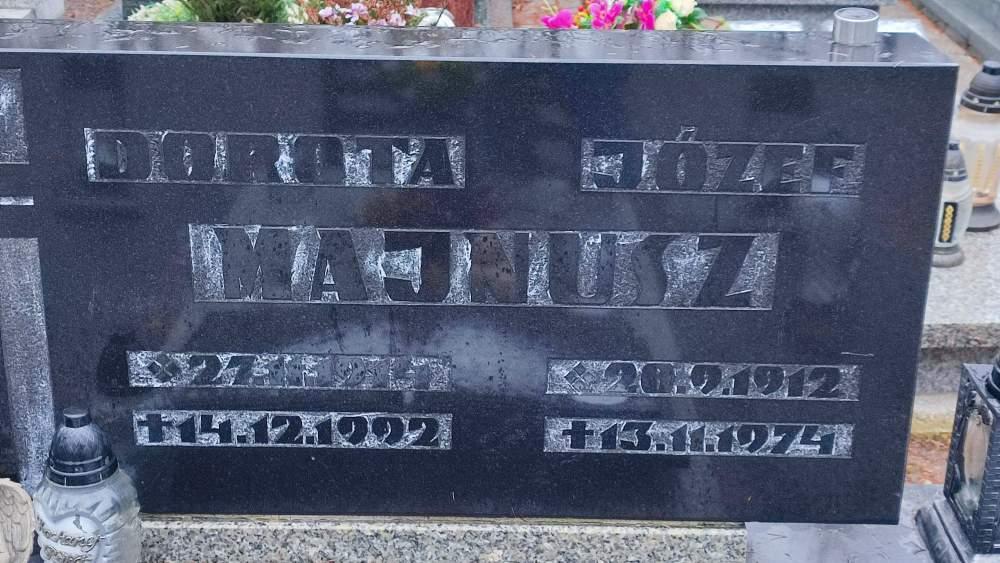 DOROTA JÓZEF
MAJNUSZ
20.9.1912
✝14.12.1992 ✝13.11.1974